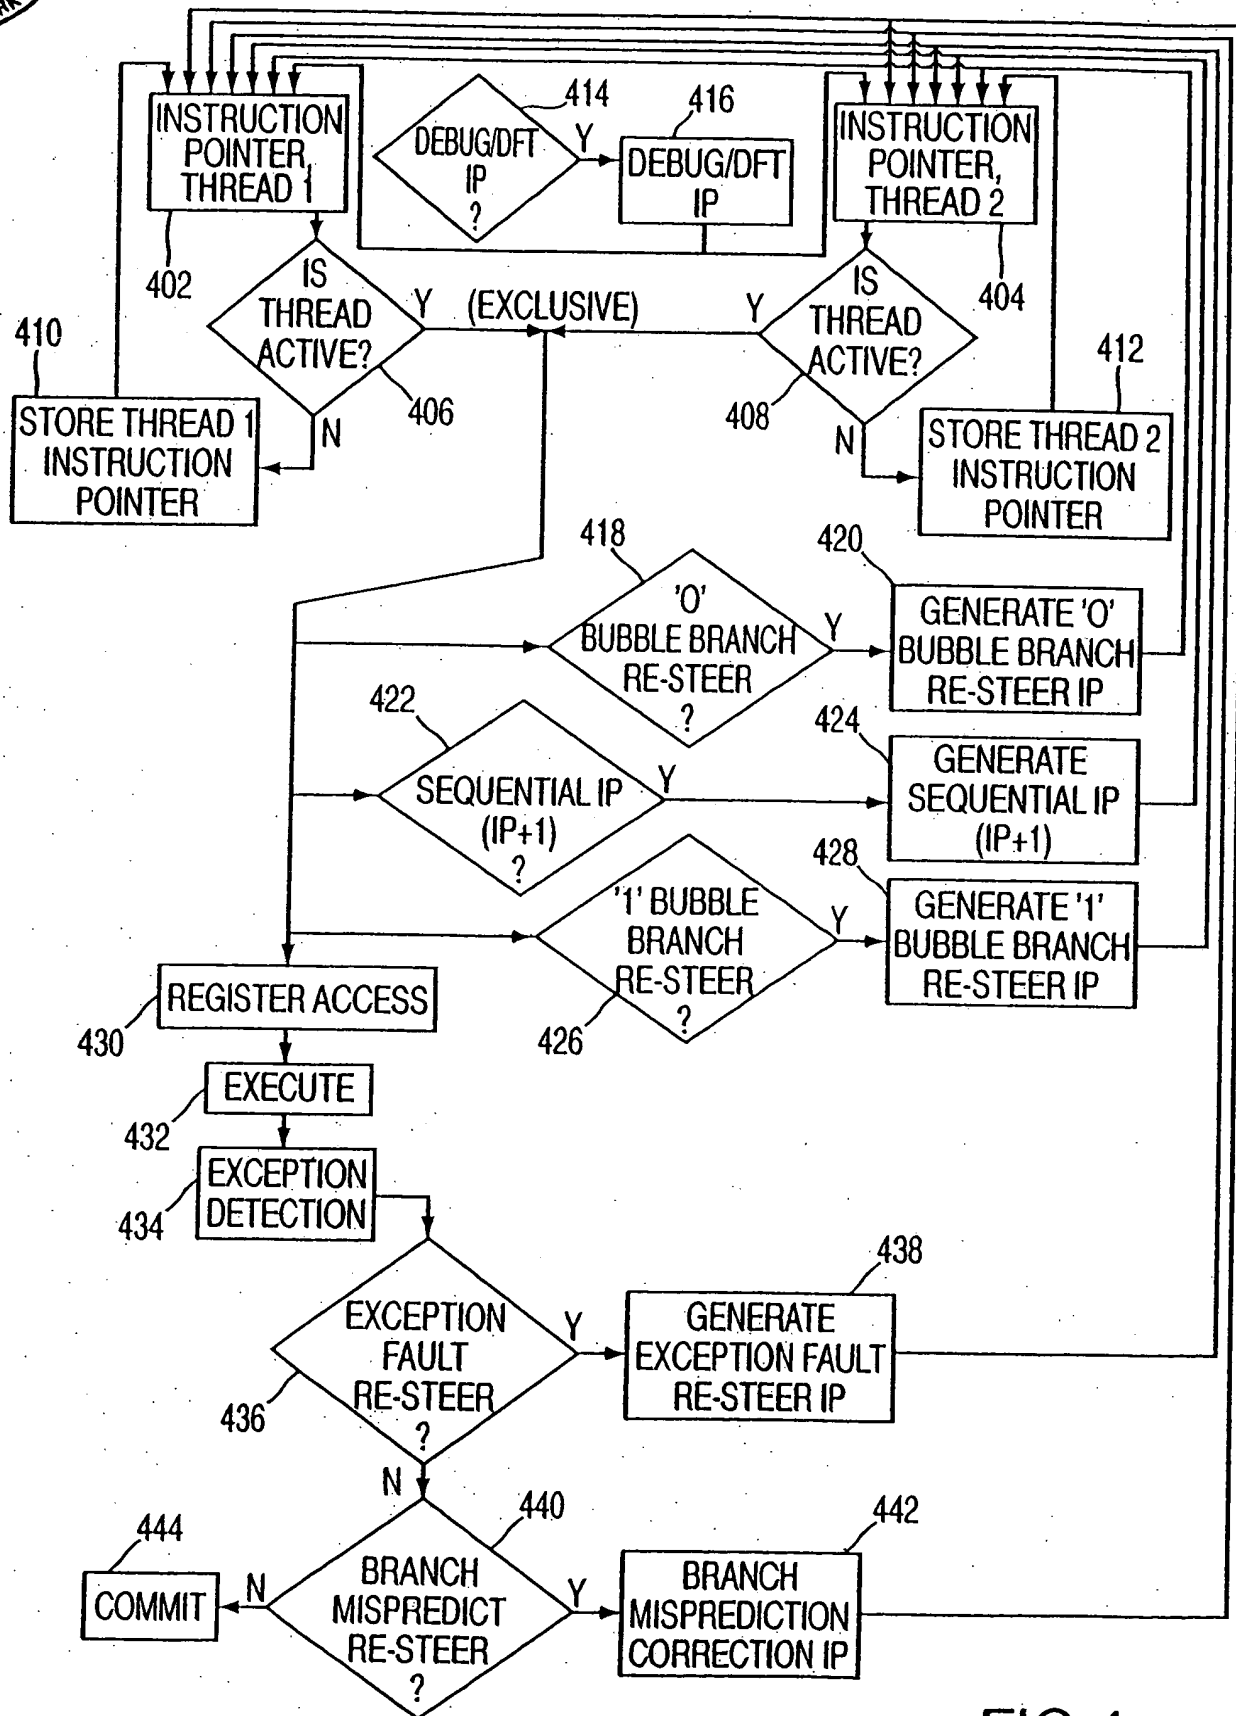 INSTRUCTION
POINTER,
THREAD 1
402
DEBUG/DFT
IP
?
414
Y
416
DEBUG/DFT
IP
INSTRUCTION
POINTER,
THREAD 2
404
IS
THREAD
ACTIVE?
406
Y
(EXCLUSIVE)
Y
IS
THREAD
ACTIVE?
408
410
N
STORE THREAD 1
INSTRUCTION
POINTER
412
N
STORE THREAD 2
INSTRUCTION
POINTER
418
'0'
BUBBLE BRANCH
RE-STEER
?
Y
420
GENERATE '0'
BUBBLE BRANCH
RE-STEER IP
422
SEQUENTIAL IP
(IP+1)
?
Y
424
GENERATE
SEQUENTIAL IP
(IP+1)
'1' BUBBLE
BRANCH
RE-STEER
?
426
Y
428
GENERATE '1'
BUBBLE BRANCH
RE-STEER IP
REGISTER ACCESS
430
EXECUTE
432
EXCEPTION
DETECTION
434
EXCEPTION
FAULT
RE-STEER
?
436
Y
438
GENERATE
EXCEPTION FAULT
RE-STEER IP
N
440
BRANCH
MISPREDICT
RE-STEER
?
N
444
COMMIT
Y
442
BRANCH
MISPREDICTION
CORRECTION IP